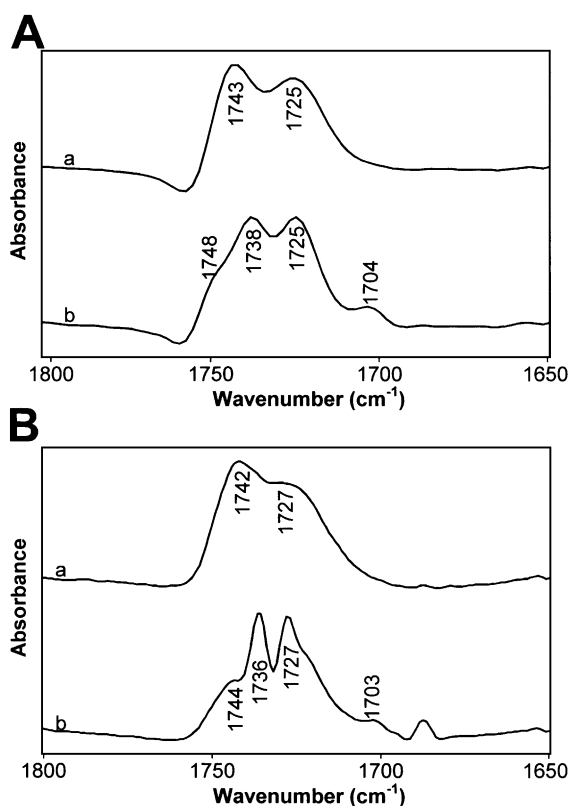 A
Absorbance
a
1743
1725
b
1748
1738
1725
1704
1800
1750
1700
1650
Wavenumber (cm-1)
B
Absorbance
a
1742
1727
b
1744
1736
1727
1703
1800
1750
1700
1650
Wavenumber (cm-1)